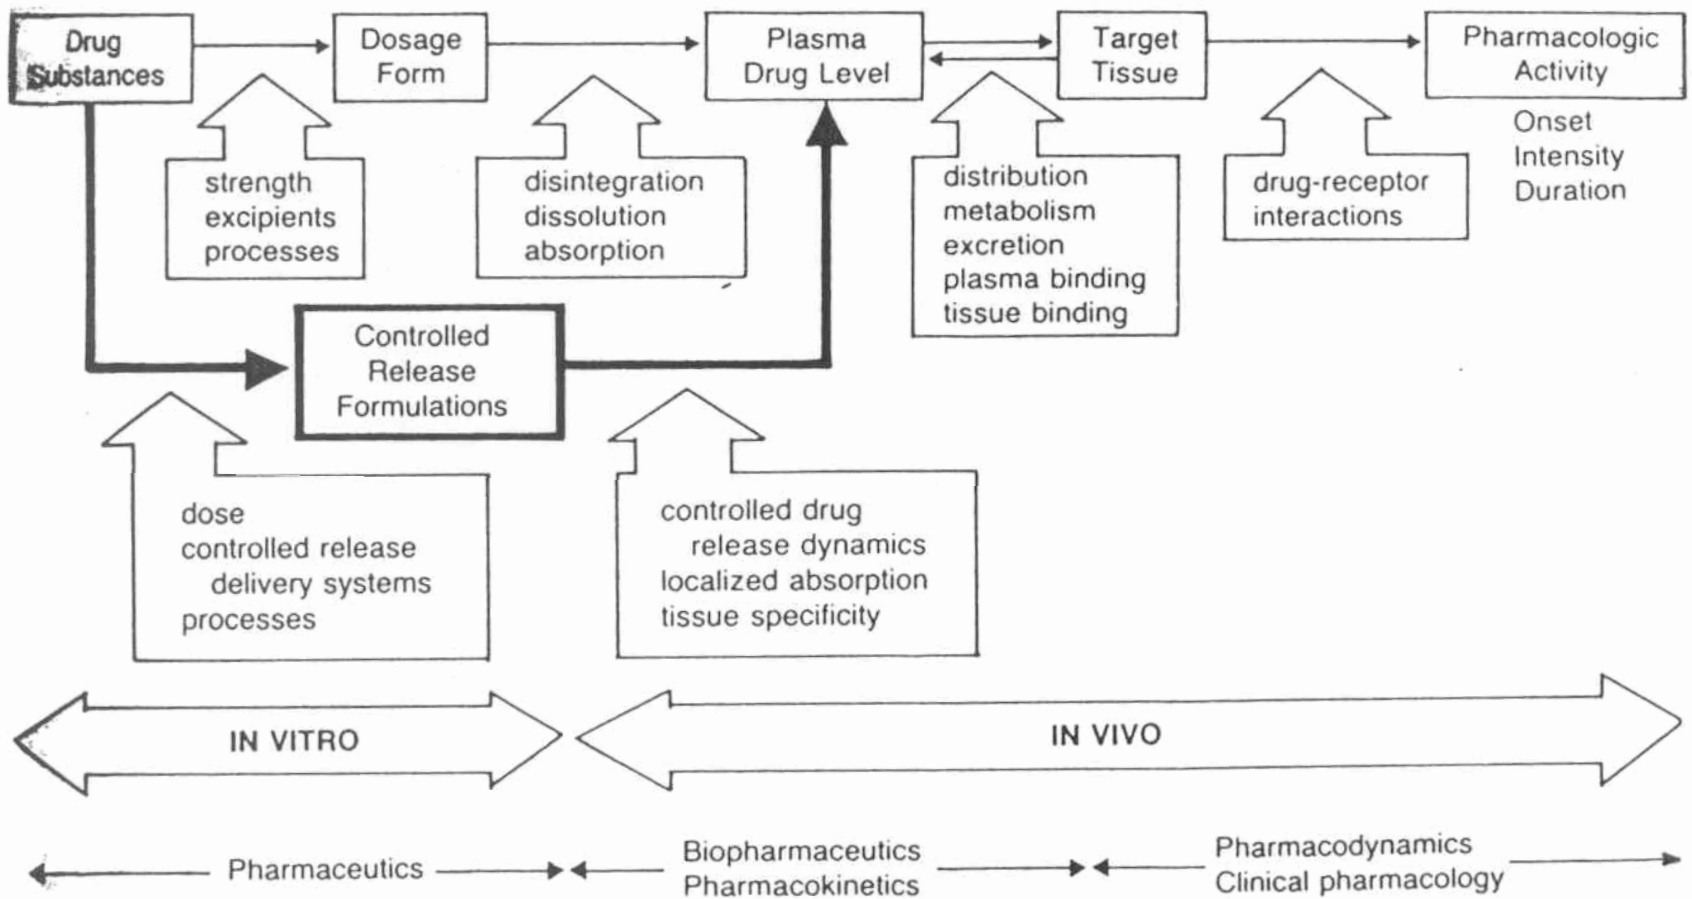 Drug
Substances
Dosage
Form
Plasma
Drug Level
Target
Tissue
Pharmacologic
Activity
Onset
Intensity
Duration
strength
excipients
processes
disintegration
dissolution
absorption
distribution
metabolism
excretion
plasma binding
tissue binding
drug-receptor
interactions
Controlled
Release
Formulations
dose
controlled release
delivery systems
processes
controlled drug
release dynamics
localized absorption
tissue specificity
IN VITRO
IN VIVO
Pharmaceutics
Biopharmaceutics
Pharmacokinetics
Pharmacodynamics
Clinical pharmacology